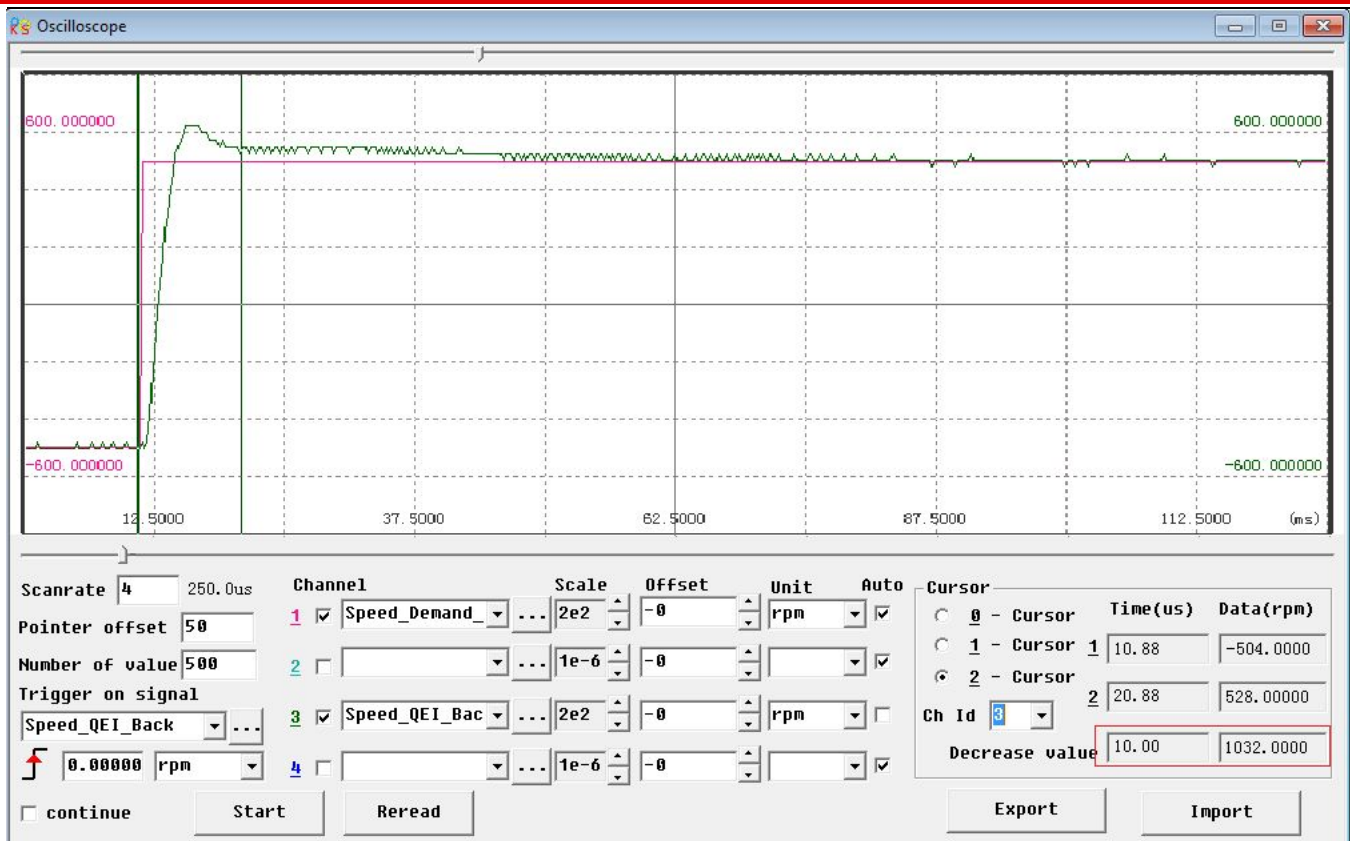 Oscilloscope
600.000000 600.000000
-600.000000 -600.000000
12.5000 37.5000 62.5000 87.5000 112.5000 (ms)
Scanrate 4 250.0us
Pointer offset 50
Number of value 500
Trigger on signal
Speed_QEI_Back ...
0.00000 rpm
continue Start Reread
Channel Scale Offset Unit Auto
1 Speed_Demand_ ... 2e2 -0 rpm
2 ... 1e-6 -0
3 Speed_QEI_Bac ... 2e2 -0 rpm
4 ... 1e-6 -0
Cursor
0 - Cursor Time(us) Data(rpm)
1 - Cursor 1 10.88 -504.0000
2 - Cursor
2 20.88 528.00000
Ch Id 3
Decrease value 10.00 1032.0000
Export Import